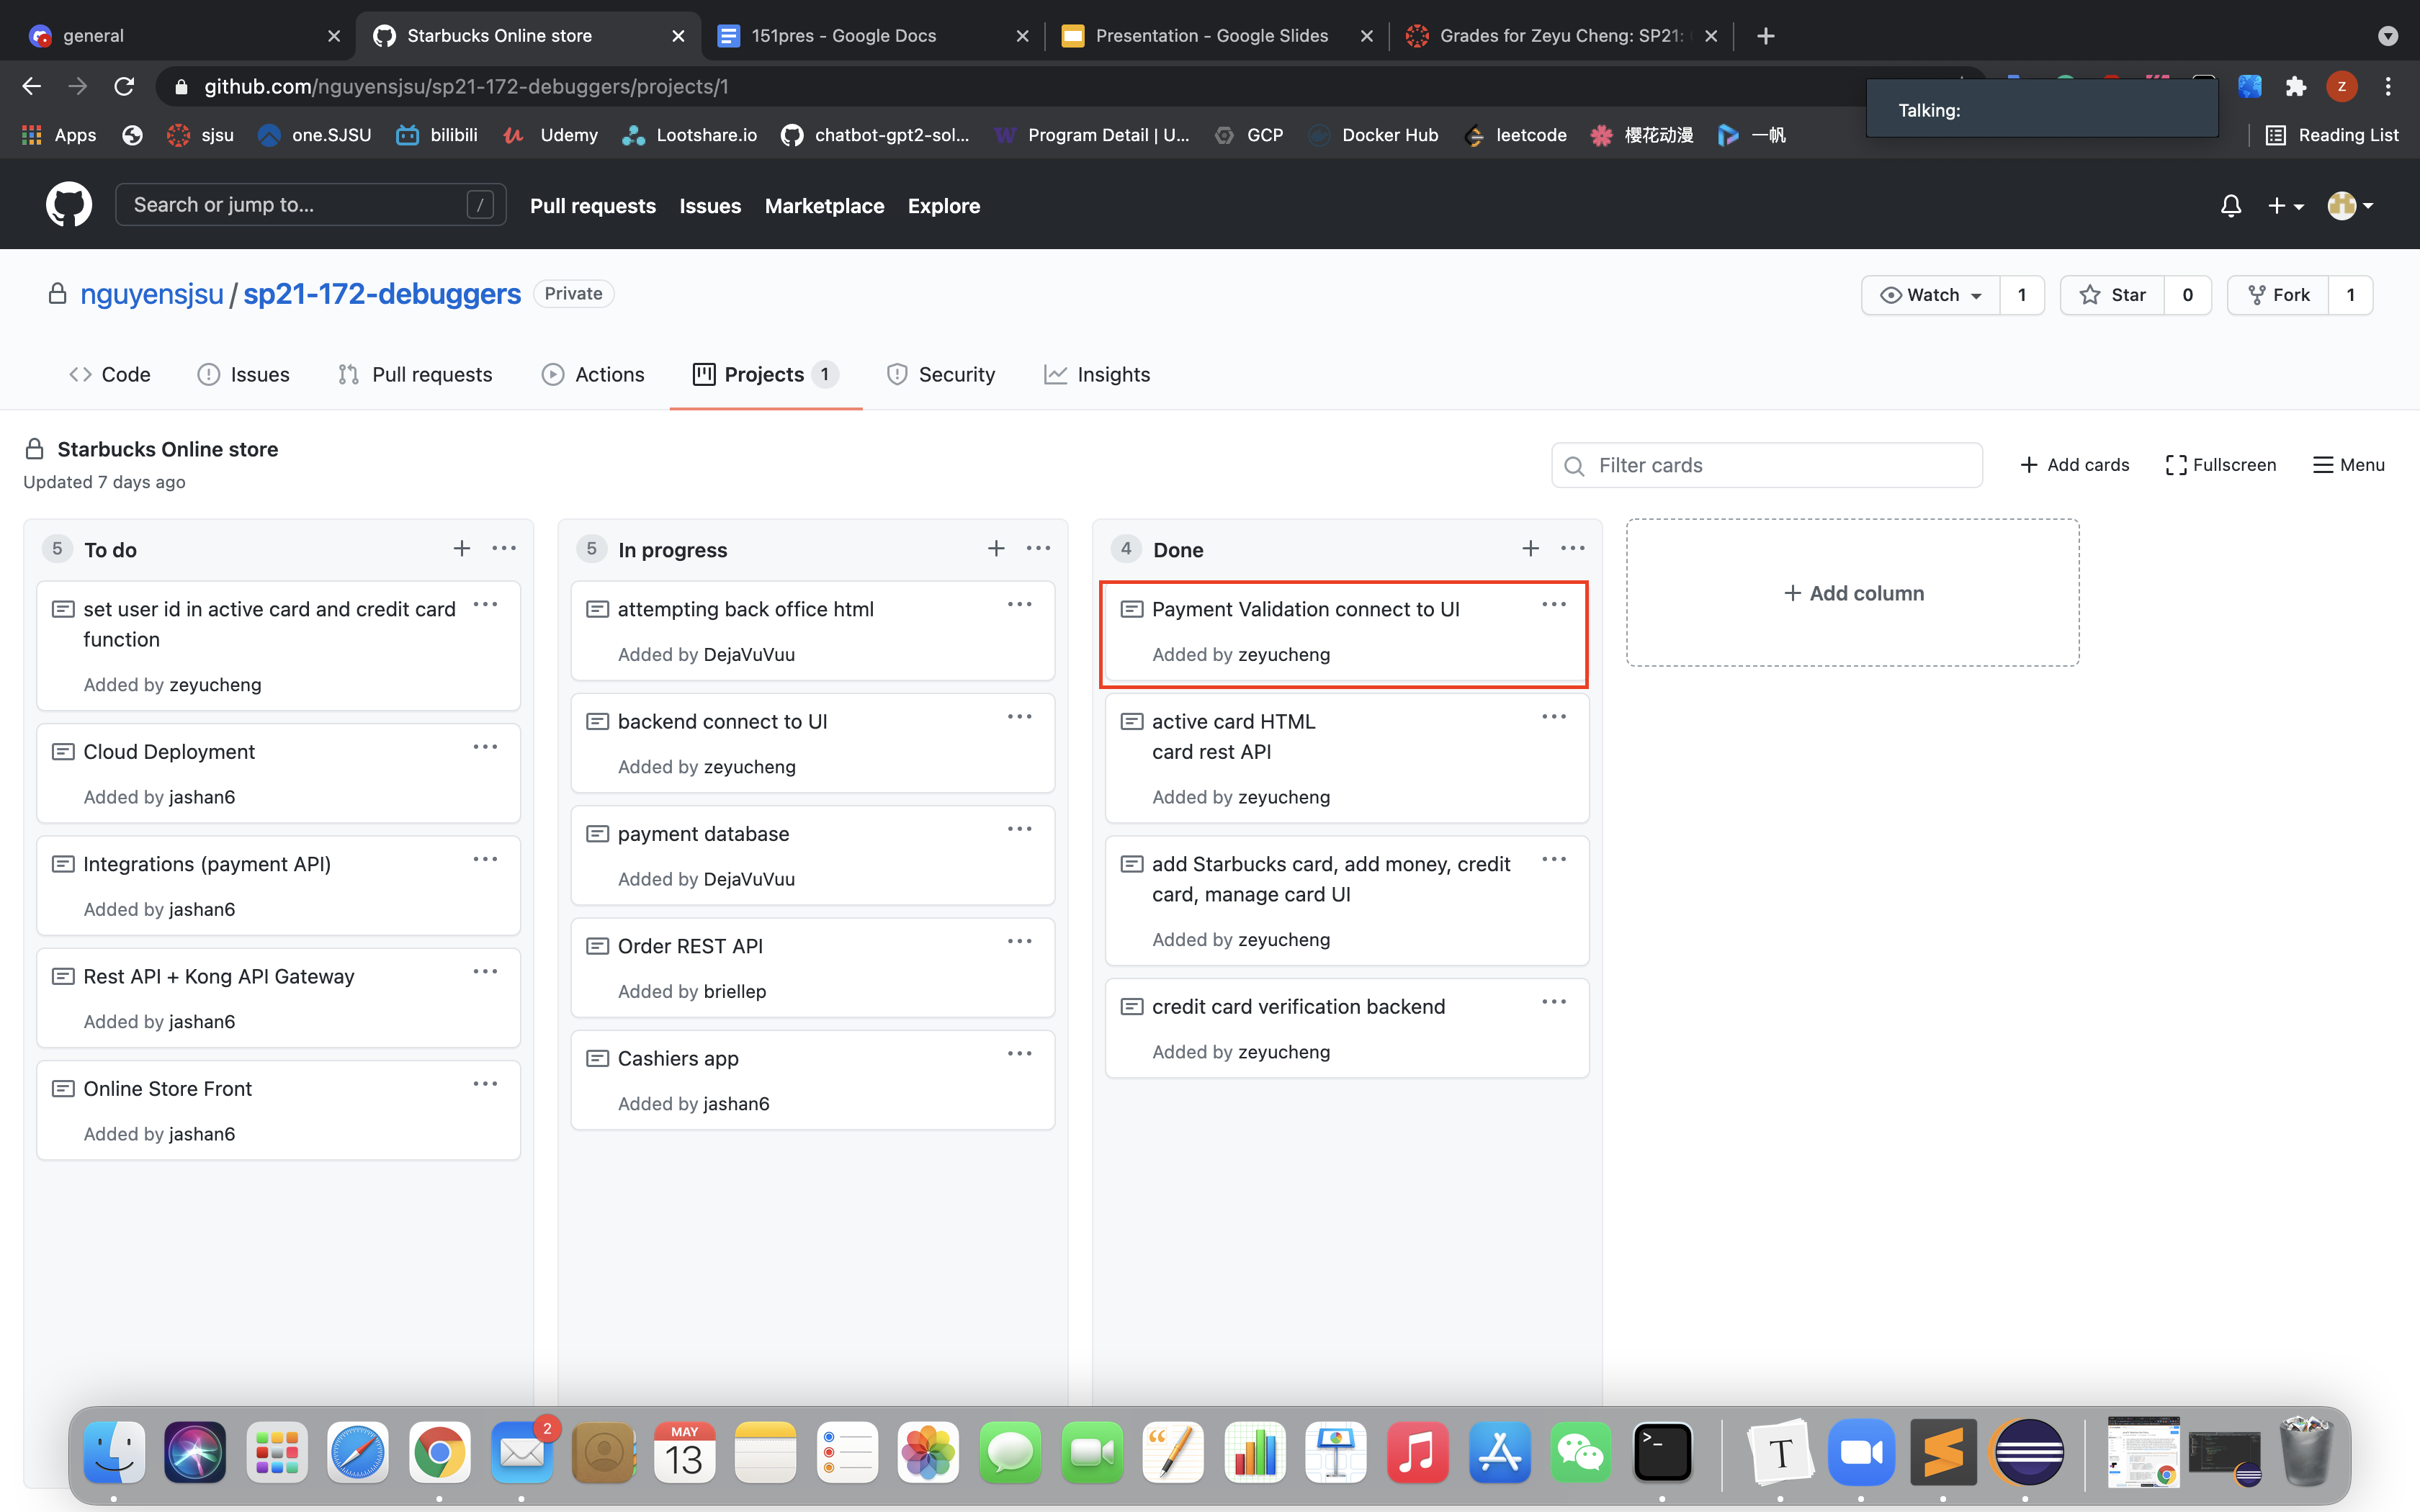 general
Starbucks Online store
151pres - Google Docs
Presentation - Google Slides
Grades for Zeyu Cheng: SP21:
github.com/nguyensjsu/sp21-172-debuggers/projects/1
Talking:
Z
Apps
sjsu
one.SJSU
bilibili
Udemy
Lootshare.io
chatbot-gpt2-sol...
Program Detail | U...
GCP
Docker Hub
leetcode
樱花动漫
一帆
Reading List
Search or jump to...
/
Pull requests
Issues
Marketplace
Explore
nguyensjsu / sp21-172-debuggers
Private
Watch
1
Star
0
Fork
1
Code
Issues
Pull requests
Actions
Projects
1
Security
Insights
Starbucks Online store
Updated 7 days ago
Filter cards
+ Add cards
Fullscreen
Menu
5
To do
set user id in active card and credit card
function
Added by zeyucheng
Cloud Deployment
Added by jashan6
Integrations (payment API)
Added by jashan6
Rest API + Kong API Gateway
Added by jashan6
Online Store Front
Added by jashan6
5
In progress
attempting back office html
Added by DejaVuVuu
backend connect to UI
Added by zeyucheng
payment database
Added by DejaVuVuu
Order REST API
Added by briellep
Cashiers app
Added by jashan6
4
Done
Payment Validation connect to UI
Added by zeyucheng
active card HTML
card rest API
Added by zeyucheng
add Starbucks card, add money, credit
card, manage card UI
Added by zeyucheng
credit card verification backend
Added by zeyucheng
+ Add column
2
MAY
13
>_
T